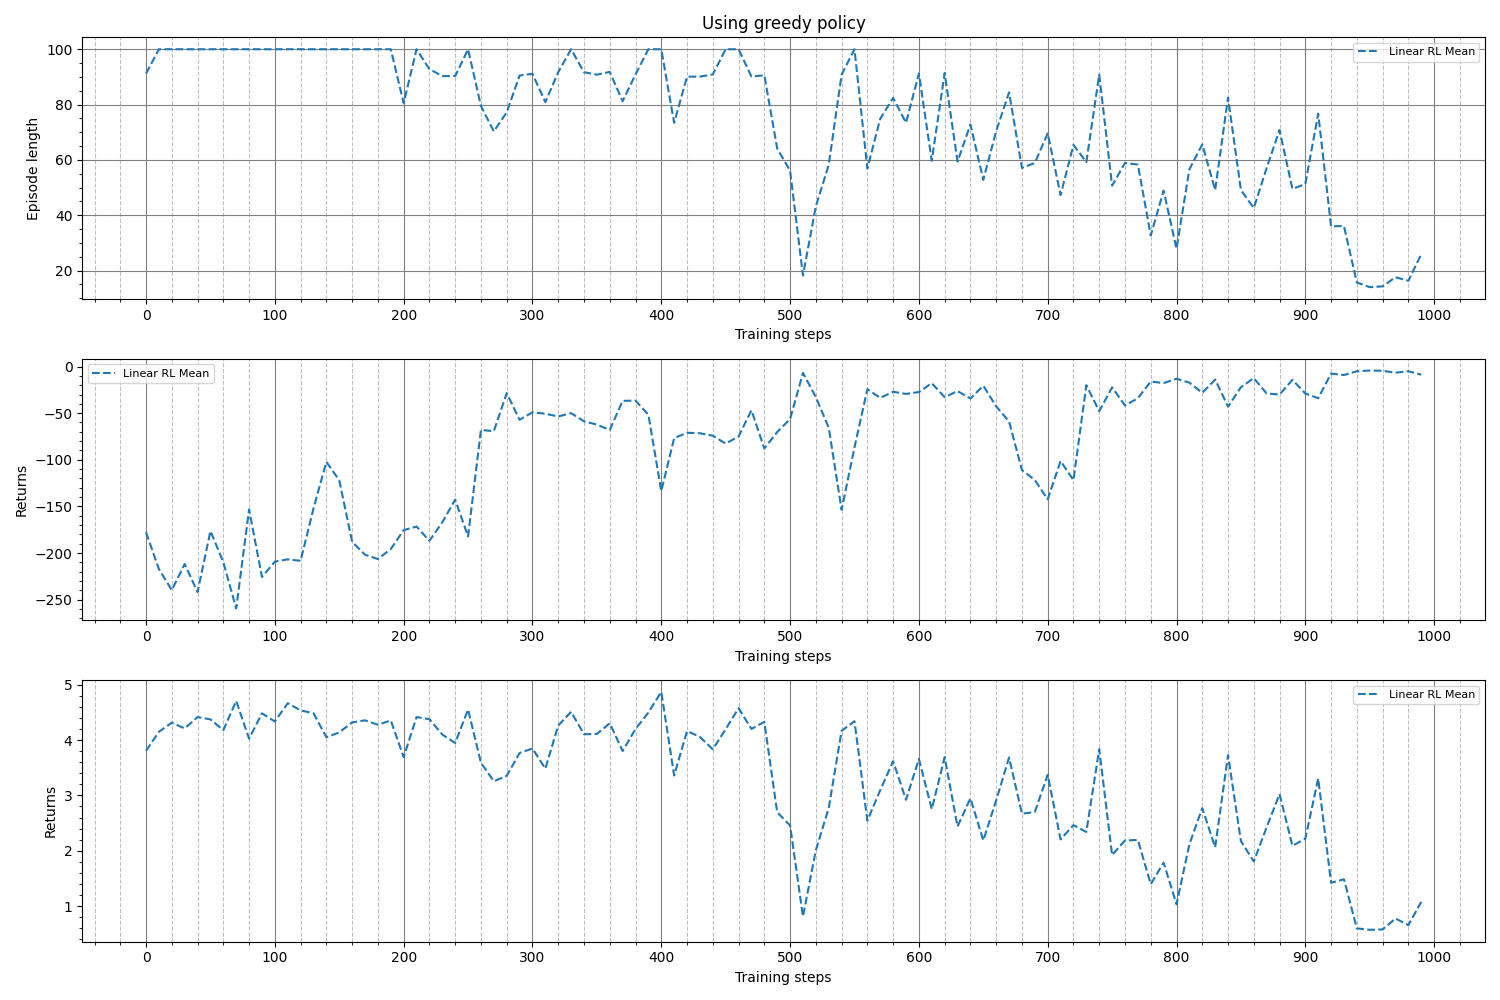 Using greedy policy
100
80
60
40
20
Episode length
Linear RL Mean
0 100 200 300 400 500 600 700 800 900 1000
Training steps
0
−50
−100
−150
−200
−250
Returns
Linear RL Mean
0 100 200 300 400 500 600 700 800 900 1000
Training steps
5
4
3
2
1
Returns
Linear RL Mean
0 100 200 300 400 500 600 700 800 900 1000
Training steps